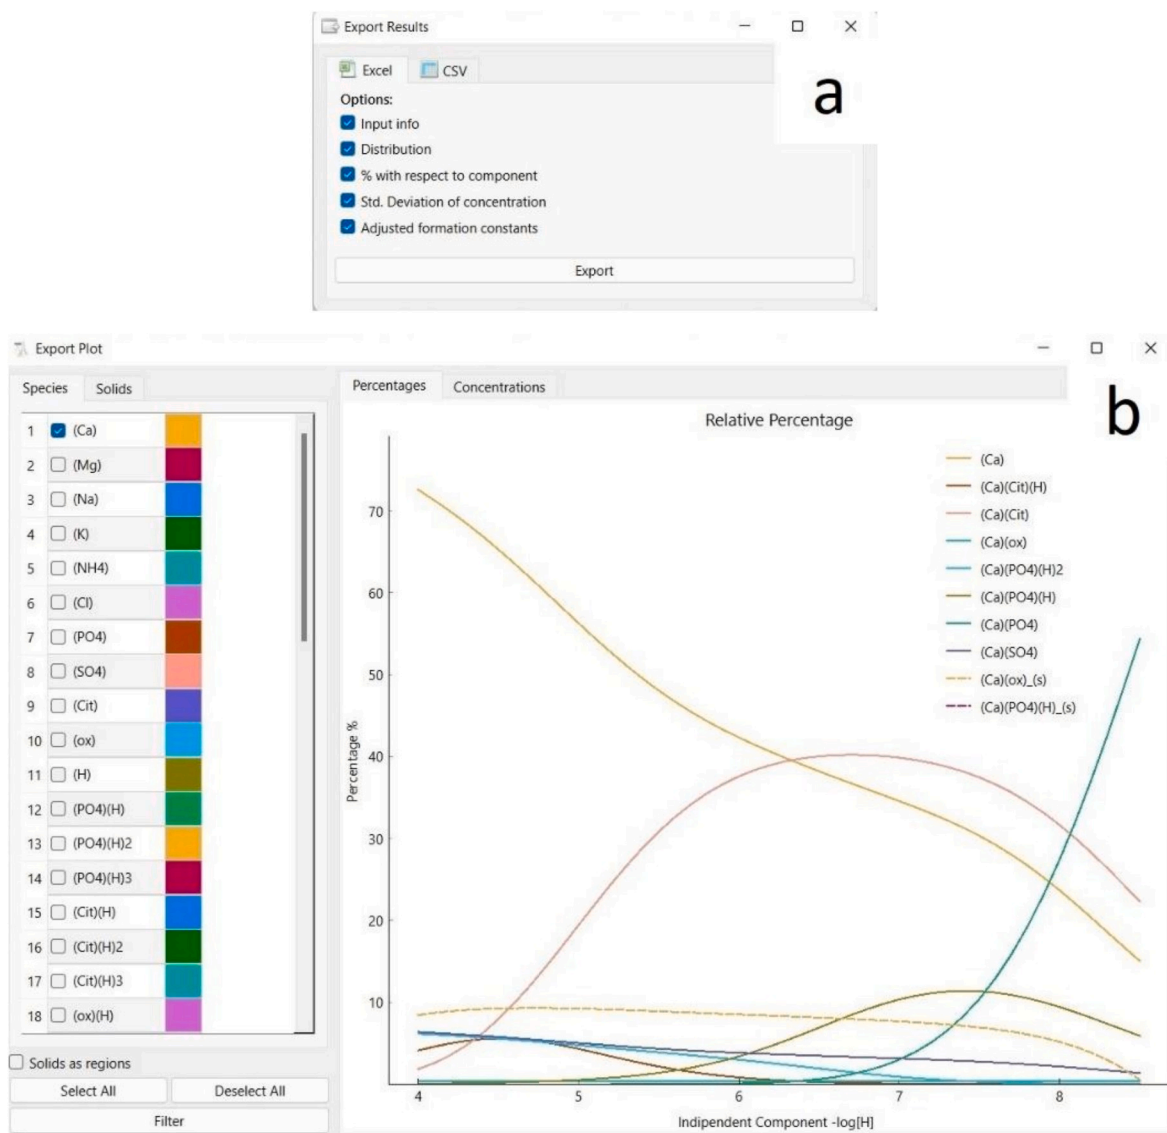 Export Results
Excel CSV
a
Options:
Input info
Distribution
% with respect to component
Std. Deviation of concentration
Adjusted formation constants
Export
Export Plot
Species Solids
Percentages Concentrations
b
1 (Ca)
2 (Mg)
3 (Na)
4 (K)
5 (NH4)
6 (Cl)
7 (PO4)
8 (SO4)
9 (Cit)
10 (ox)
11 (H)
12 (PO4)(H)
13 (PO4)(H)2
14 (PO4)(H)3
15 (Cit)(H)
16 (Cit)(H)2
17 (Cit)(H)3
18 (ox)(H)
Solids as regions
Select All Deselect All
Filter
Relative Percentage
(Ca)
(Ca)(Cit)(H)
(Ca)(Cit)
(Ca)(ox)
(Ca)(PO4)(H)2
(Ca)(PO4)(H)
(Ca)(PO4)
(Ca)(SO4)
(Ca)(ox)_(s)
(Ca)(PO4)(H)_(s)
Percentage %
70
60
50
40
30
20
10
4 5 6 7 8
Indipendent Component -log[H]